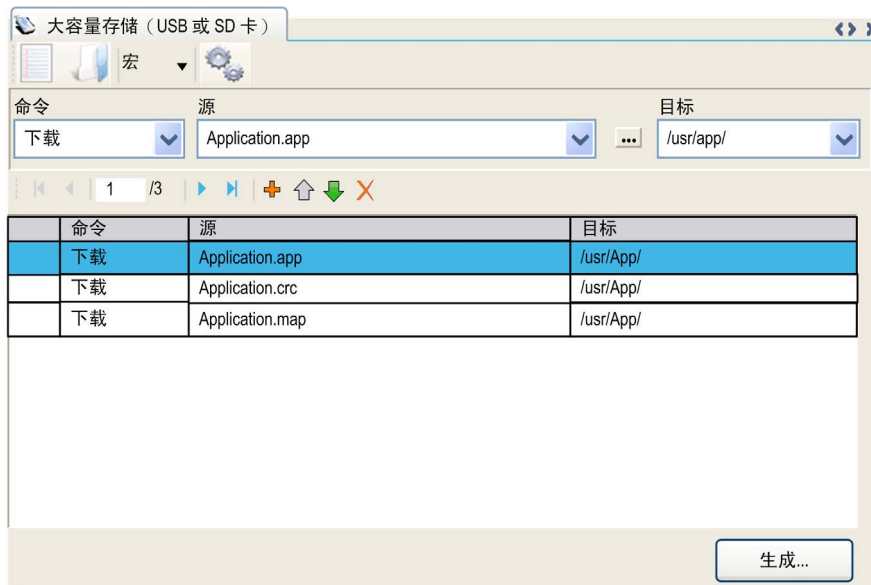 大容量存储（USB 或 SD 卡）
宏
命令 源 目标
下载 Application.app ... /usr/app/
1 /3
命令 源 目标
下载 Application.app /usr/App/
下载 Application.crc /usr/App/
下载 Application.map /usr/App/
生成...